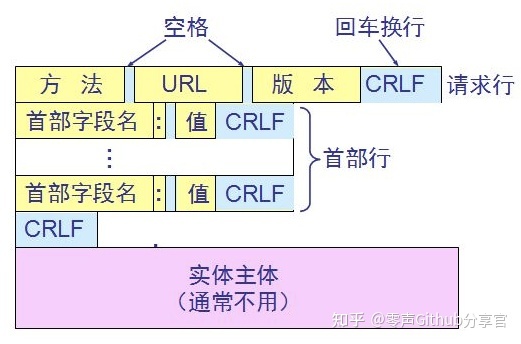 空格 回车换行
方 法 URL 版 本 CRLF 请求行
首部字段名 : 值 CRLF
⋮ 首部行
首部字段名 : 值 CRLF
CRLF
实体主体
（通常不用）
知乎 @零声Github分享官